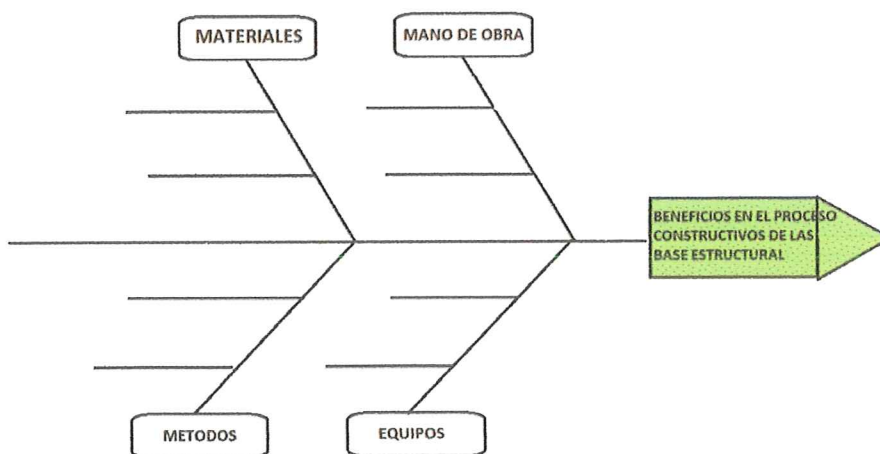 MATERIALES
MANO DE OBRA
BENEFICIOS EN EL PROCESO
CONSTRUCTIVOS DE LAS
BASE ESTRUCTURAL
METODOS
EQUIPOS